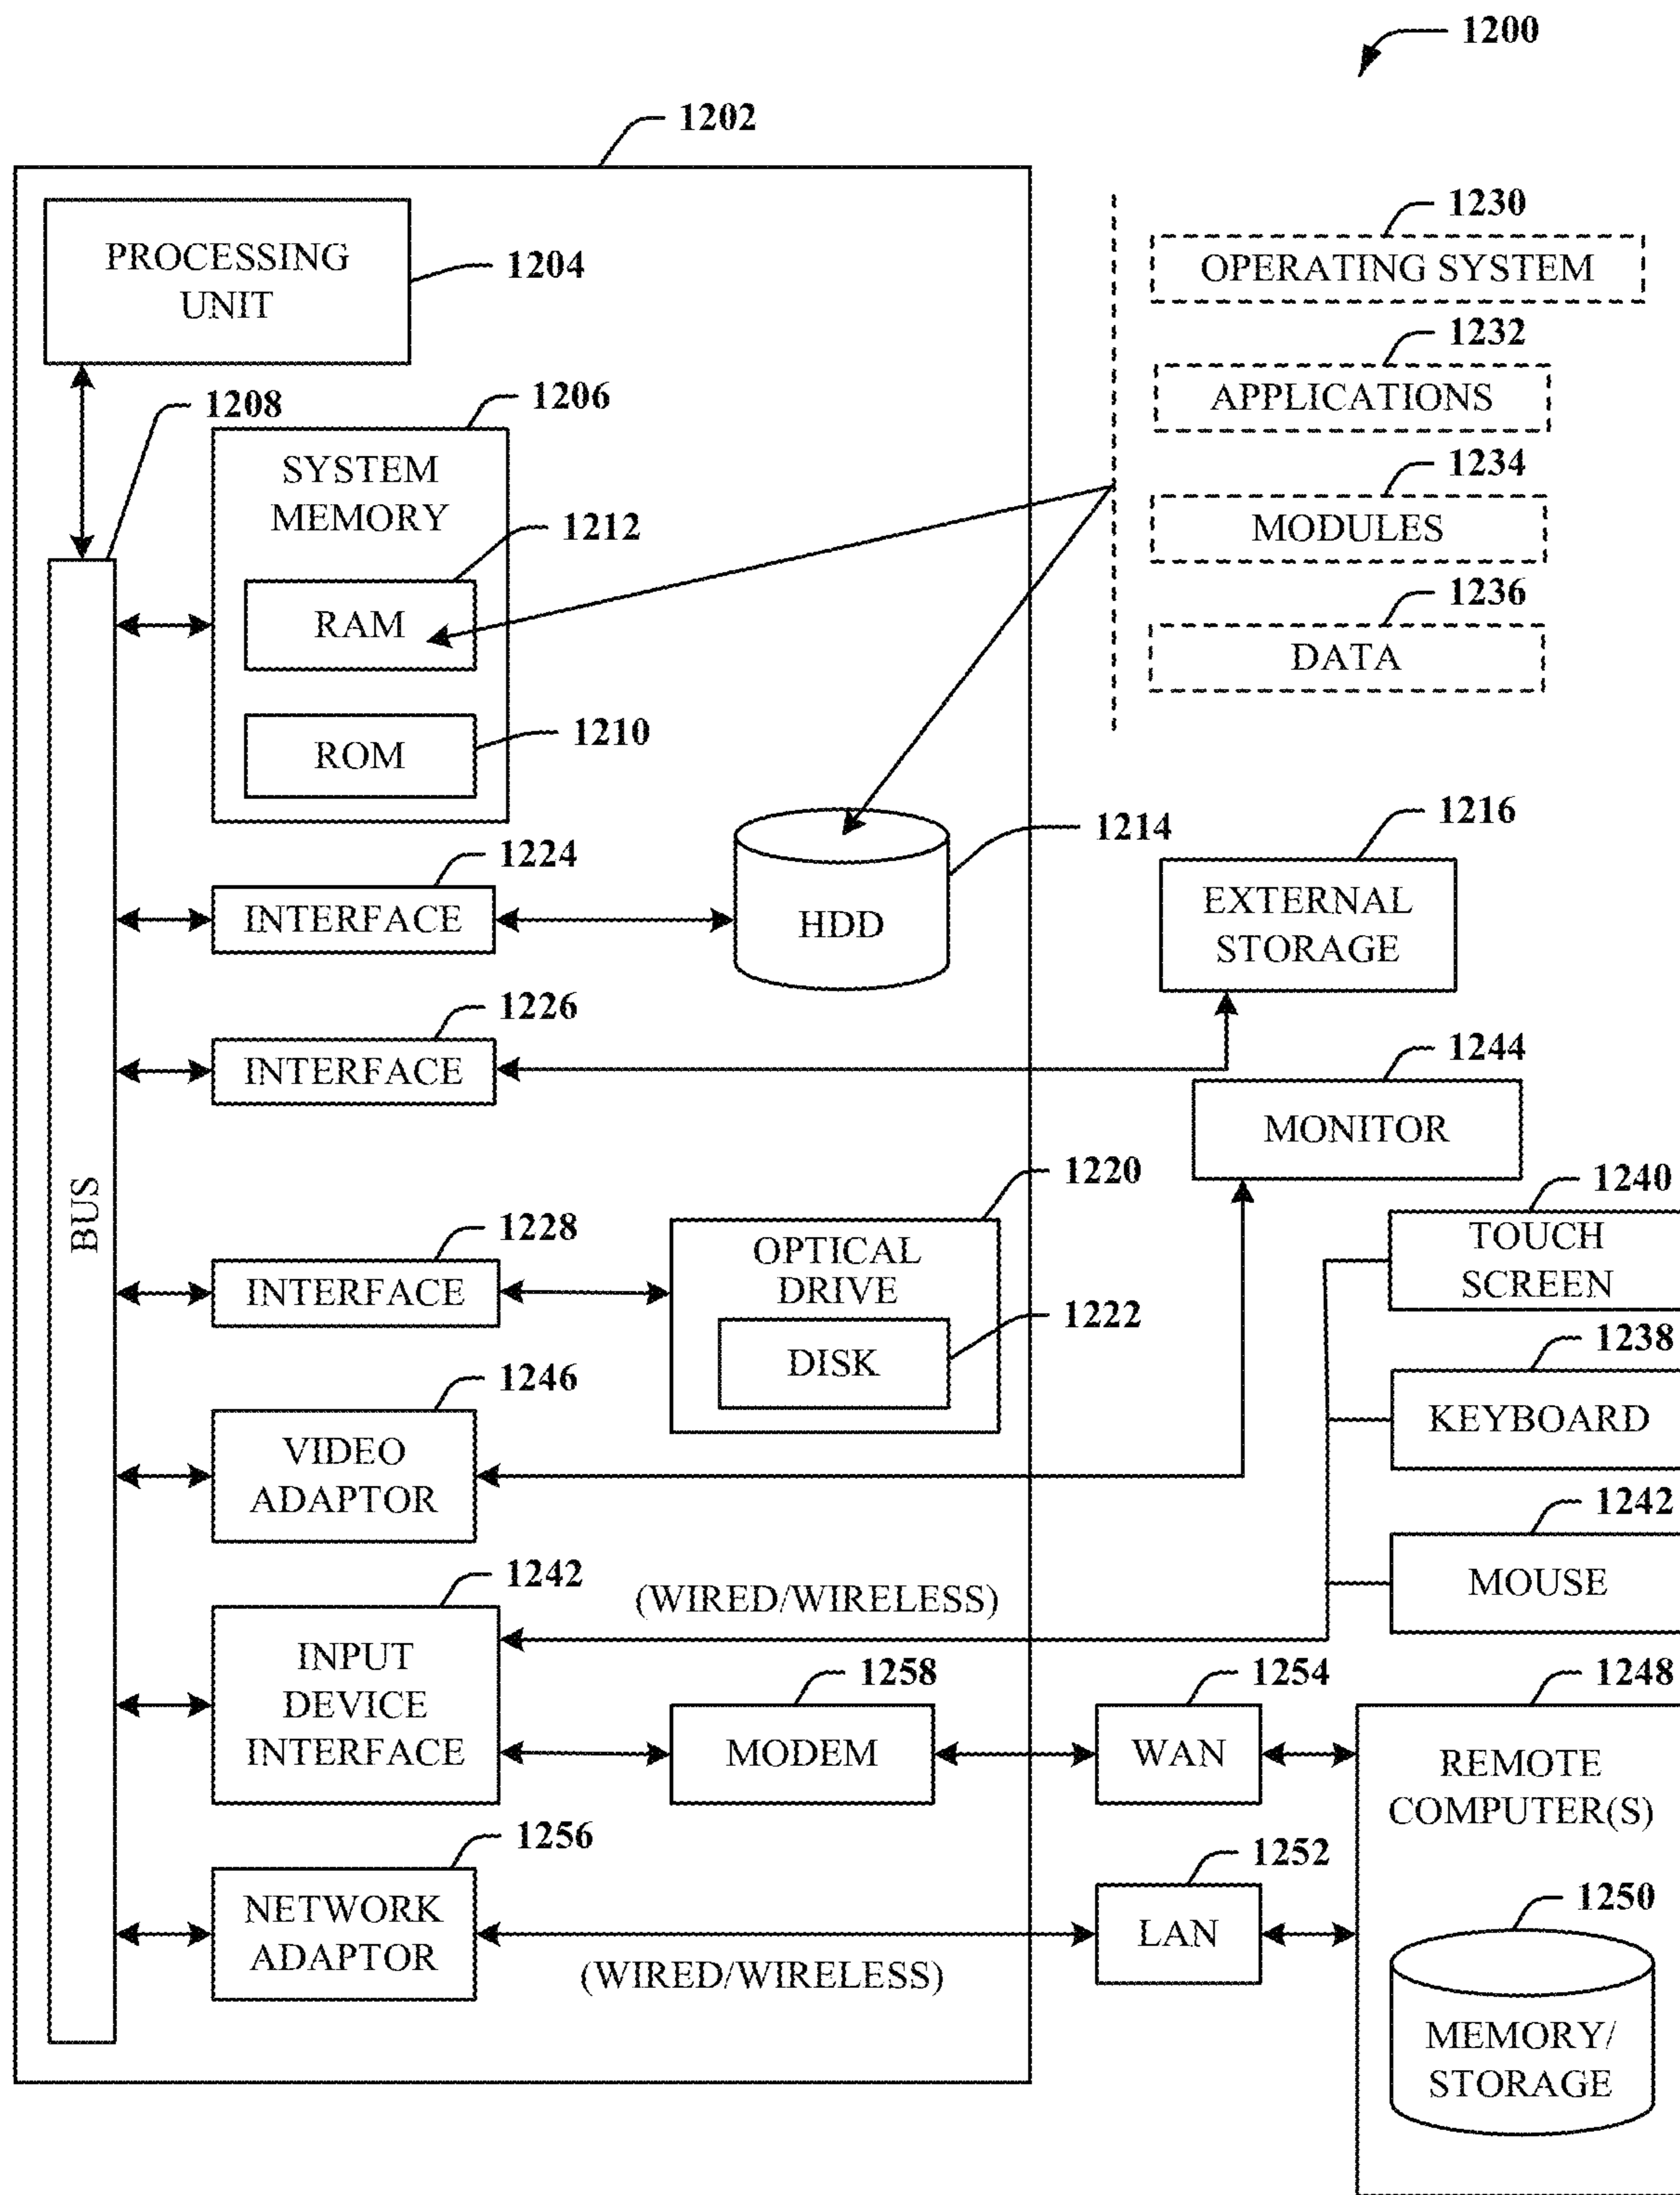 1200
1202
PROCESSING
UNIT
1204
1208
1206
SYSTEM
MEMORY
1212
RAM
1210
ROM
1230
OPERATING SYSTEM
1232
APPLICATIONS
1234
MODULES
1236
DATA
1224
INTERFACE
1214
HDD
1216
EXTERNAL
STORAGE
1226
INTERFACE
1244
MONITOR
BUS
1228
INTERFACE
1220
OPTICAL
DRIVE
1222
DISK
1240
TOUCH
SCREEN
1238
KEYBOARD
1246
VIDEO
ADAPTOR
1242
MOUSE
1242
INPUT
DEVICE
INTERFACE
(WIRED/WIRELESS)
1258
MODEM
1254
WAN
1248
REMOTE
COMPUTER(S)
1256
NETWORK
ADAPTOR
(WIRED/WIRELESS)
1252
LAN
1250
MEMORY/
STORAGE